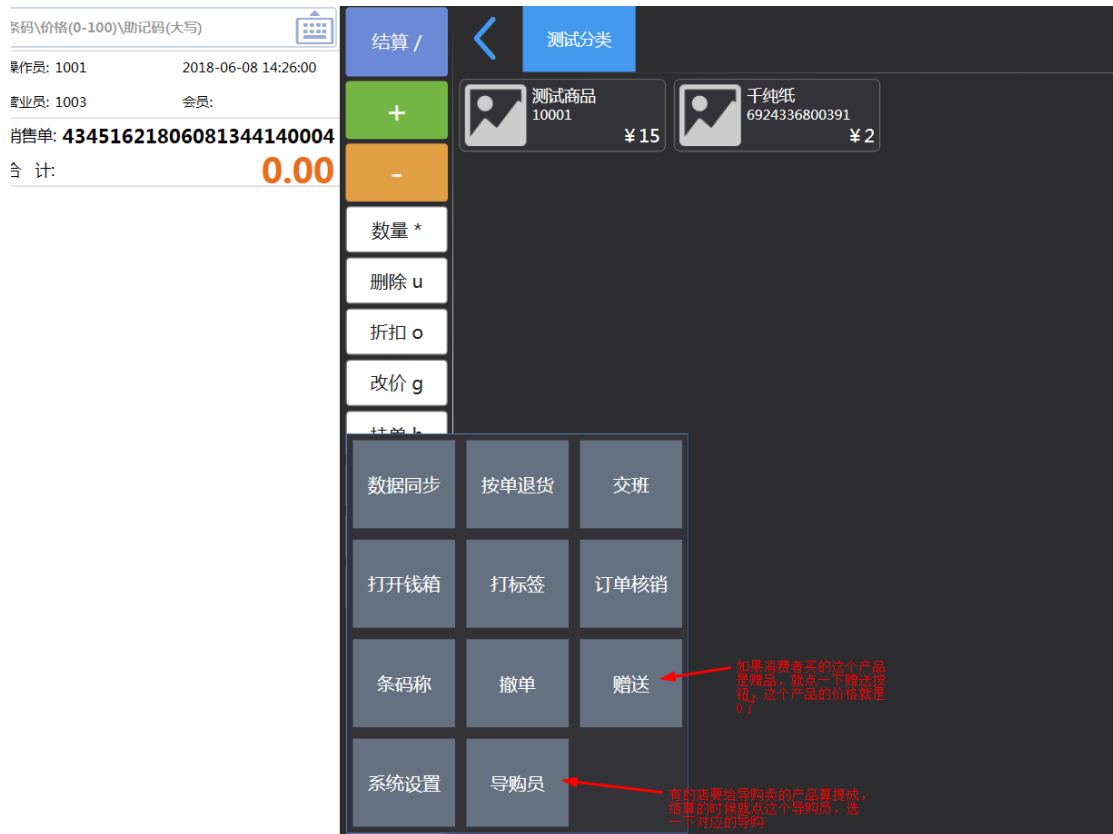 条码\价格(0-100)\助记码(大写)
操作员: 1001
2018-06-08 14:26:00
营业员: 1003
会员:
销售单: 43451621806081344140004
合 计:
0.00
结算 /
+
-
数量 *
删除 u
折扣 o
改价 g
挂单 h
测试分类
测试商品
10001
¥15
千纯纸
6924336800391
¥2
数据同步
按单退货
交班
打开钱箱
打标签
订单核销
条码称
撤单
赠送
系统设置
导购员
如果消费者买的这个产品
是赠品，就点一下赠送按
钮，这个产品的价格就是
0了
有的店要给导购卖的产品算提成，
结算的时候就点这个导购员，选
一下对应的导购